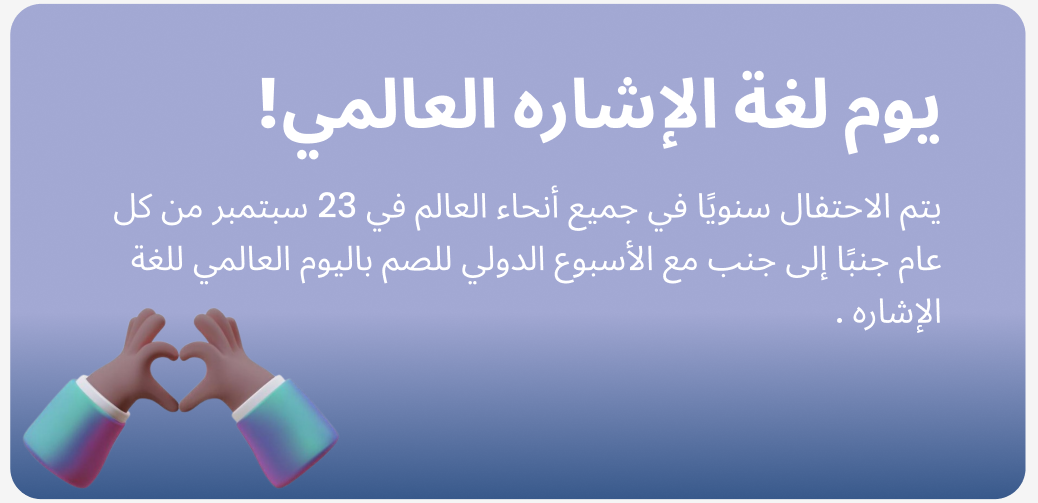 يوم لغة الإشاره العالمي!
يتم الاحتفال سنويًا في جميع أنحاء العالم في 23 سبتمبر من كل
عام جنبًا إلى جنب مع الأسبوع الدولي للصم باليوم العالمي للغة
الإشاره .